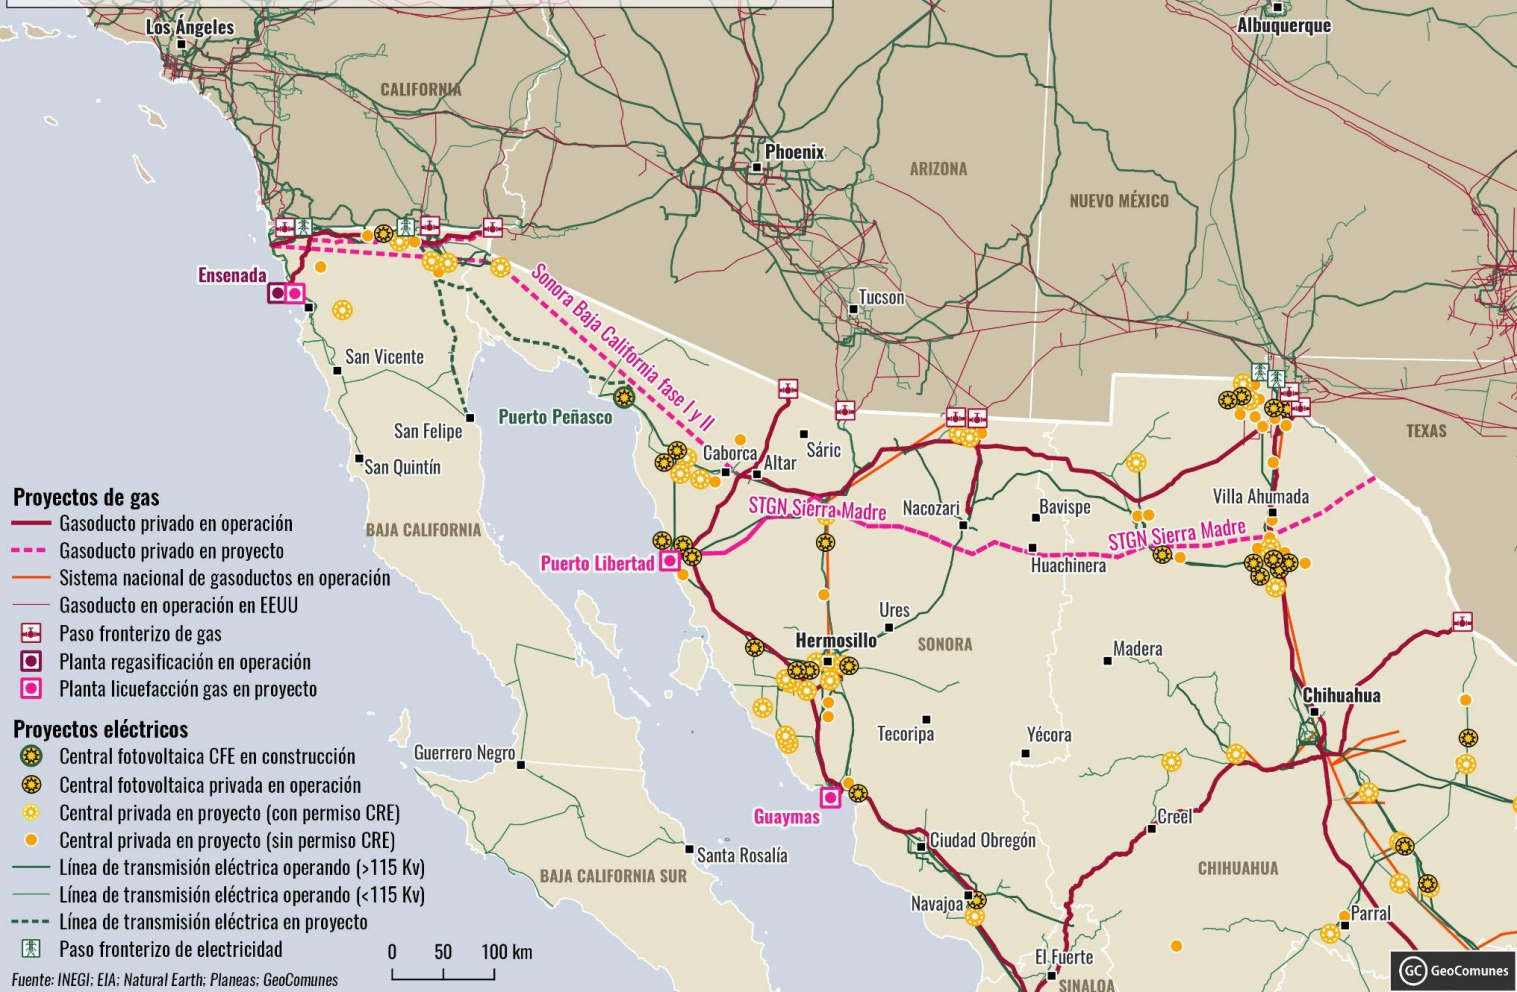 Los Ángeles
Albuquerque
CALIFORNIA
Phoenix
ARIZONA
NUEVO MÉXICO
Ensenada
Tucson
Sonora Baja California fase I y II
San Vicente
Puerto Peñasco
San Felipe
TEXAS
San Quintín
Caborca
Altar
Sáric
STGN Sierra Madre
Nacozari
Bavispe
Villa Ahumada
STGN Sierra Madre
BAJA CALIFORNIA
Puerto Libertad
Huachinera
Ures
Hermosillo
SONORA
Madera
Chihuahua
Tecoripa
Yécora
Guerrero Negro
Guaymas
Creel
Ciudad Obregón
Santa Rosalía
BAJA CALIFORNIA SUR
CHIHUAHUA
Navajoa
Parral
El Fuerte
SINALOA
Proyectos de gas
Gasoducto privado en operación
Gasoducto privado en proyecto
Sistema nacional de gasoductos en operación
Gasoducto en operación en EEUU
Paso fronterizo de gas
Planta regasificación en operación
Planta licuefacción gas en proyecto
Proyectos eléctricos
Central fotovoltaica CFE en construcción
Central fotovoltaica privada en operación
Central privada en proyecto (con permiso CRE)
Central privada en proyecto (sin permiso CRE)
Línea de transmisión eléctrica operando (>115 Kv)
Línea de transmisión eléctrica operando (<115 Kv)
Línea de transmisión eléctrica en proyecto
Paso fronterizo de electricidad
0 50 100 km
Fuente: INEGI; EIA; Natural Earth; Planeas; GeoComunes
GC GeoComunes